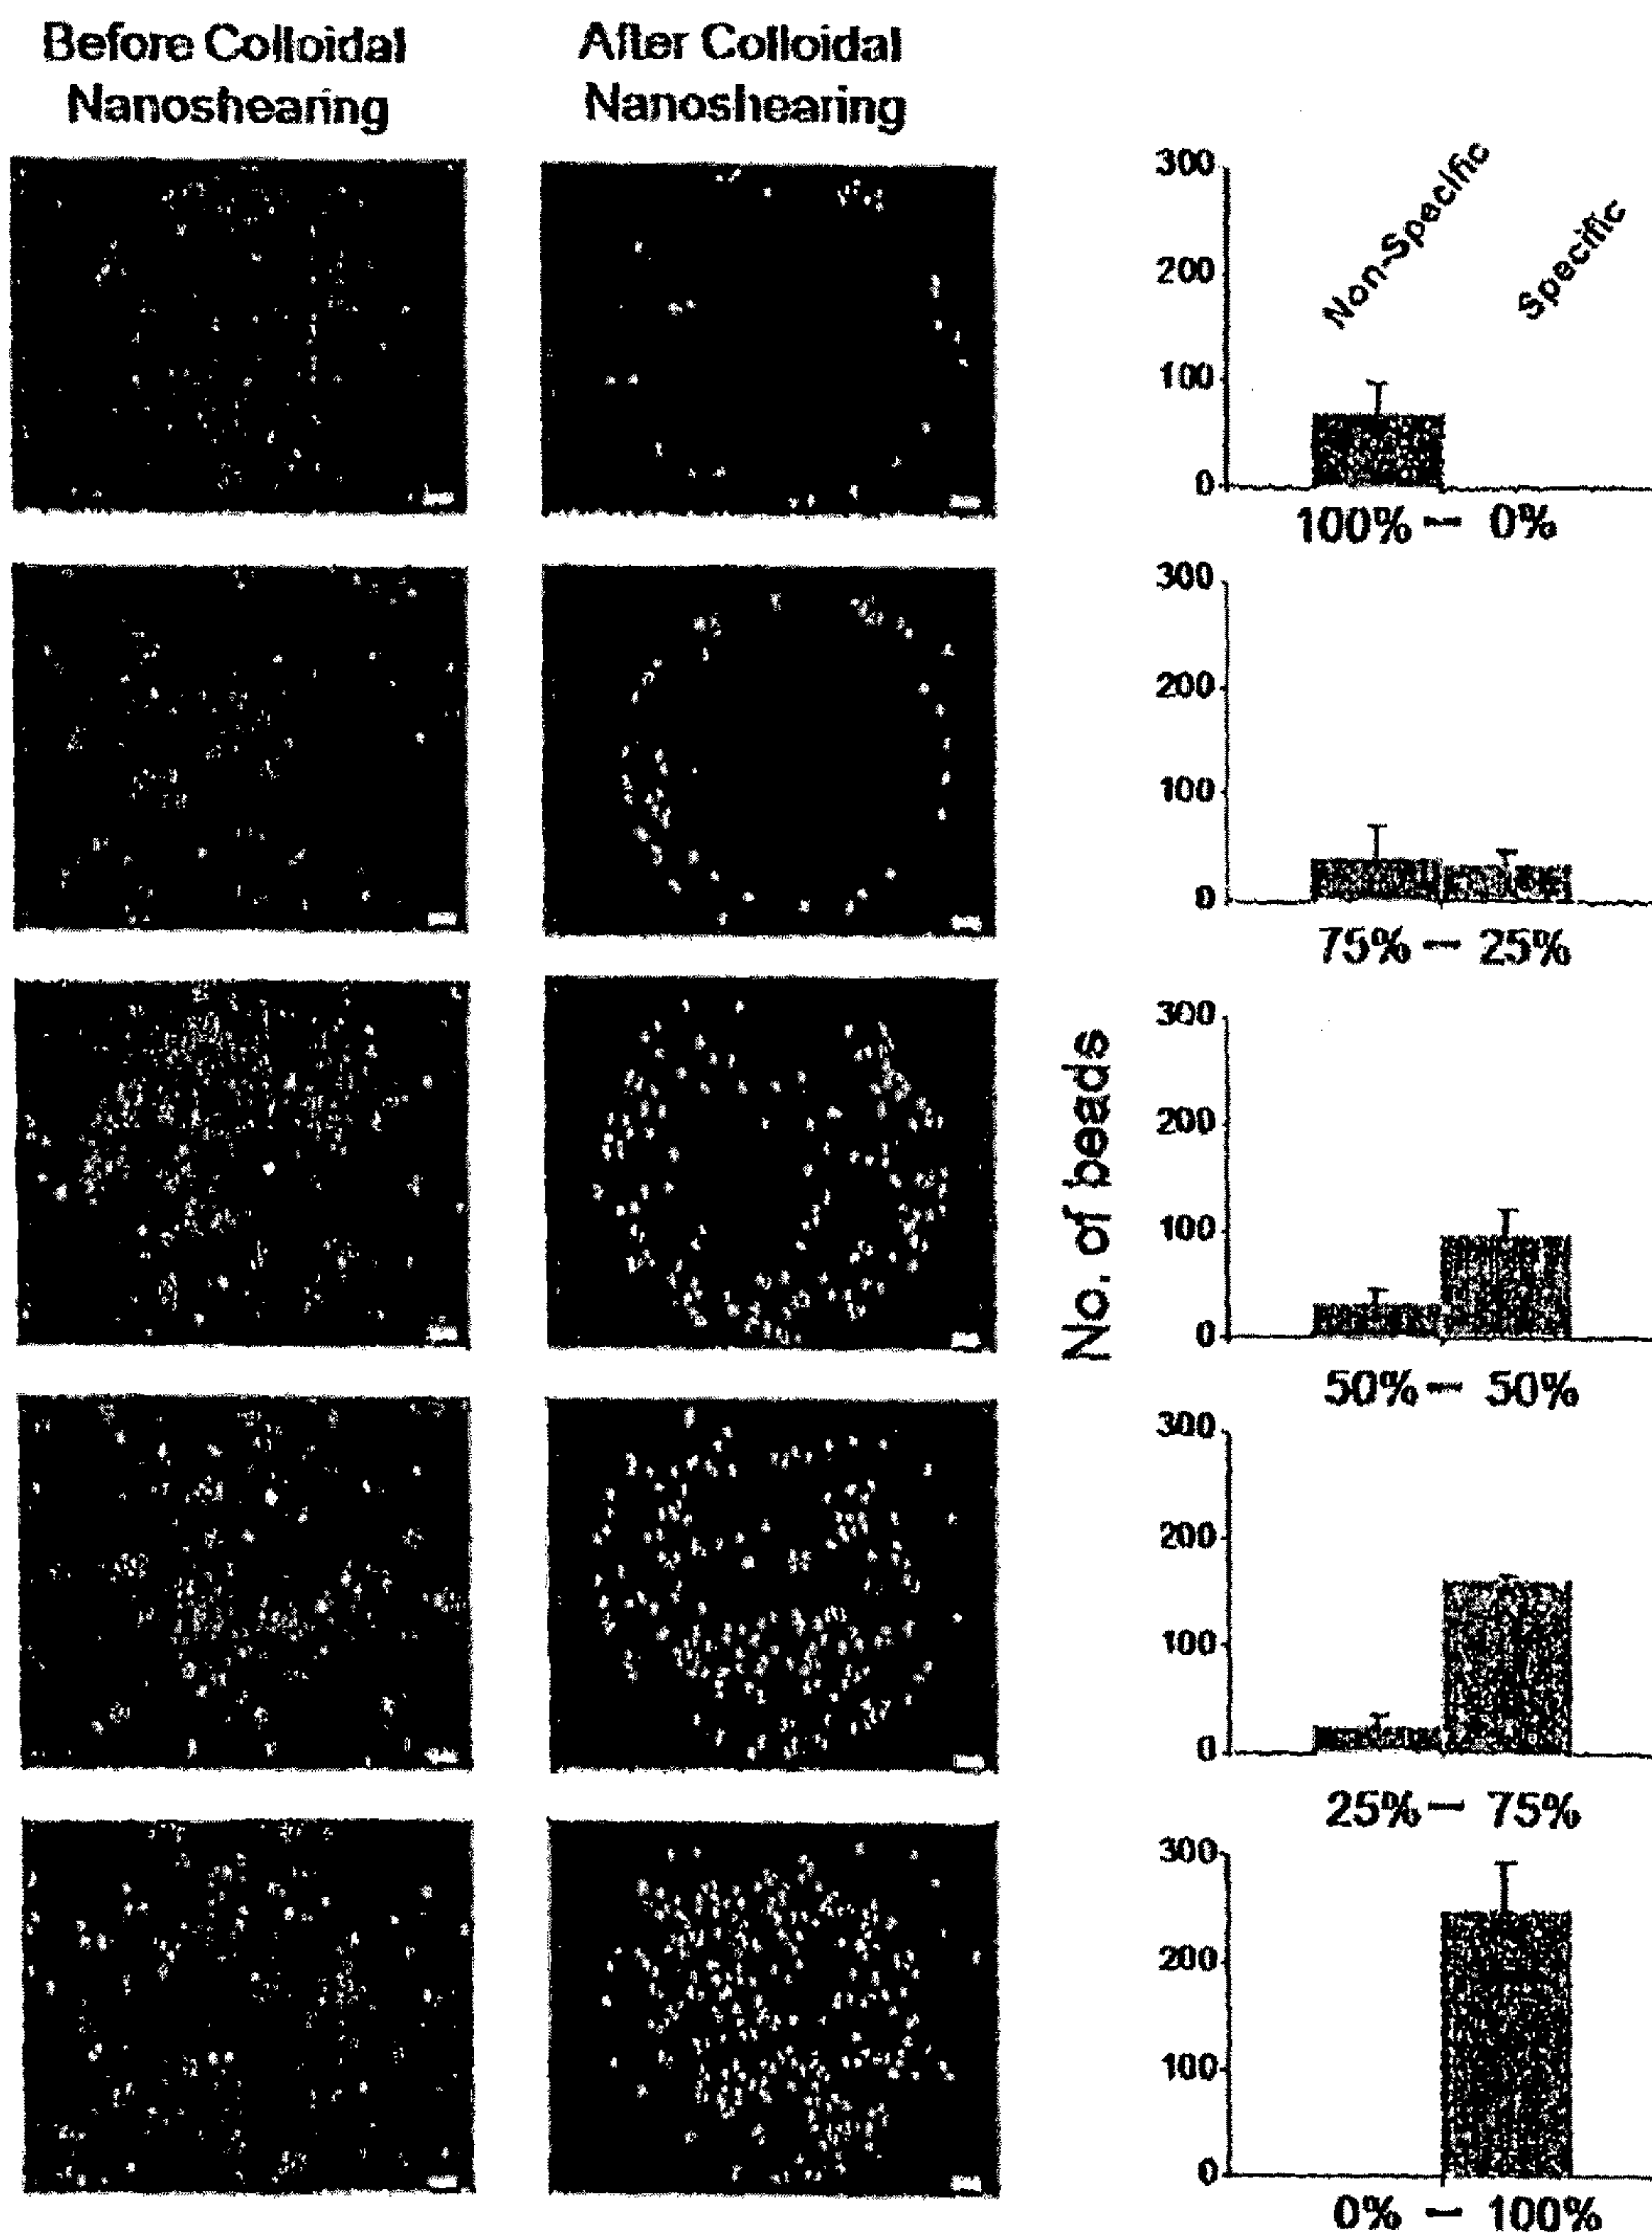 Before Colloidal
Nanoshearing
After Colloidal
Nanoshearing
300
200
100
0
Non-Specific
Specific
100% – 0%
300
200
100
0
75% – 25%
No. of beads
300
200
100
0
50% – 50%
300
200
100
0
25% – 75%
300
200
100
0
0% – 100%